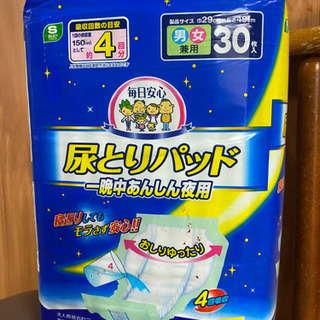 S
吸収回数の目安
1回の排尿量
150mlとして
約4回分
製品サイズ 巾29
男女兼用
30枚入
毎日安心
尿とりパッド
一晩中あんしん夜用
寝返りしてもモラさず安心!!
おしりゆったり
4
4回吸収